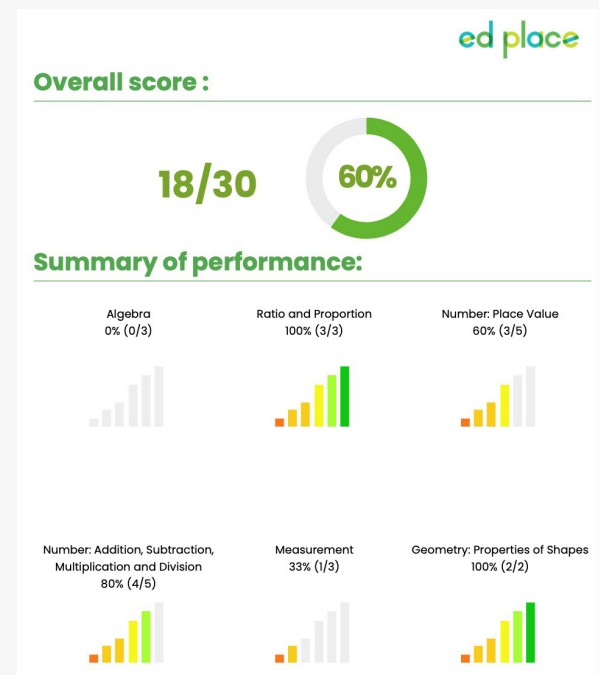 ed place
Overall score :
18/30
60%
Summary of performance:
Algebra
0% (0/3)
Ratio and Proportion
100% (3/3)
Number: Place Value
60% (3/5)
Number: Addition, Subtraction,
Multiplication and Division
80% (4/5)
Measurement
33% (1/3)
Geometry: Properties of Shapes
100% (2/2)